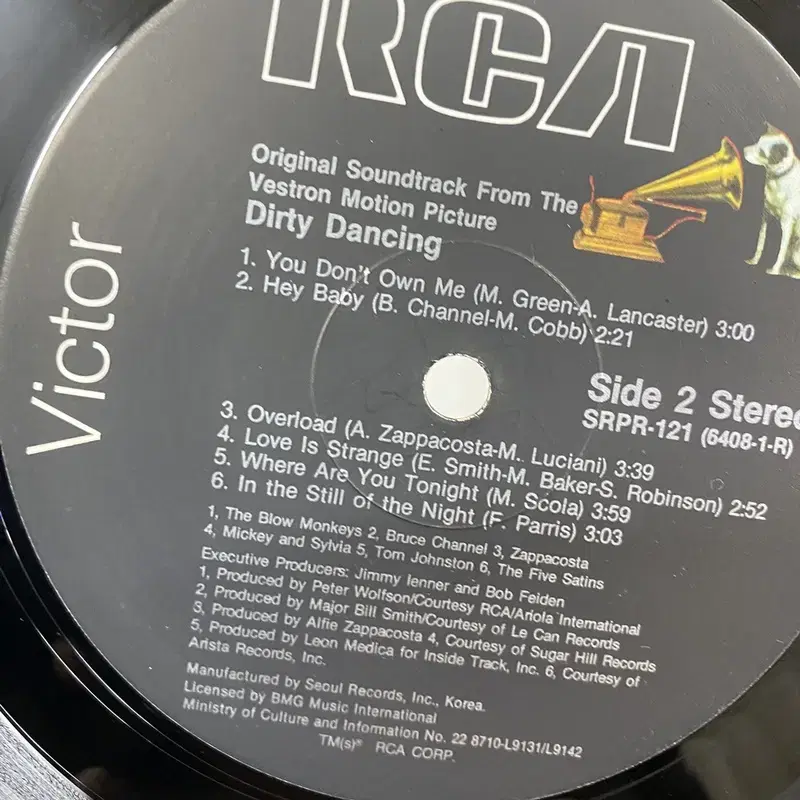 RCA
Victor
Original Soundtrack From The
Vestron Motion Picture
Dirty Dancing
1. You Don't Own Me (M. Green-A. Lancaster) 3:00
2. Hey Baby (B. Channel-M. Cobb) 2:21
Side 2 Stereo
SRPR-121 (6408-1-R)
3. Overload (A. Zappacosta-M. Luciani) 3:39
4. Love Is Strange (E. Smith-M. Baker-S. Robinson) 2:52
5. Where Are You Tonight (M. Scola) 3:59
6. In the Still of the Night (F. Parris) 3:03
1, The Blow Monkeys 2, Bruce Channel 3, Zappacosta
4, Mickey and Sylvia 5, Tom Johnston 6, The Five Satins
Executive Producers: Jimmy Ienner and Bob Feiden
1, Produced by Peter Wolfson/Courtesy RCA/Ariola International
2, Produced by Major Bill Smith/Courtesy of Le Can Records
3, Produced by Alfie Zappacosta 4, Courtesy of Sugar Hill Records
5, Produced by Leon Medica for Inside Track, Inc. 6, Courtesy of
Arista Records, Inc.
Manufactured by Seoul Records, Inc., Korea.
Licensed by BMG Music International
Ministry of Culture and Information No. 22 8710-L9131/L9142
TM(s)® RCA CORP.